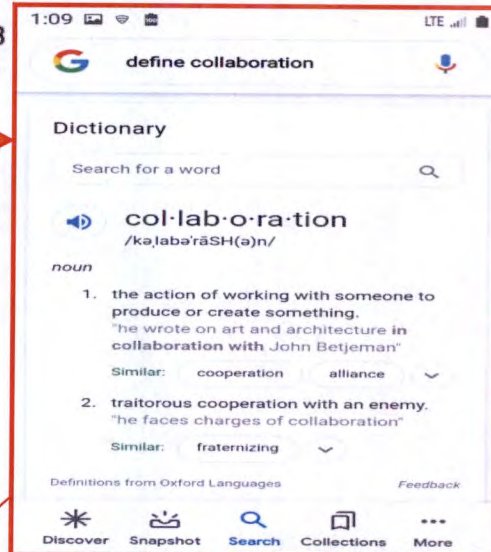 1:09 LTE
define collaboration
Dictionary
Search for a word
col·lab·o·ra·tion
/kəˌlabəˈrāSH(ə)n/
noun
1. the action of working with someone to
produce or create something.
"he wrote on art and architecture in
collaboration with John Betjeman"
Similar: cooperation alliance
2. traitorous cooperation with an enemy.
"he faces charges of collaboration"
Similar: fraternizing
Definitions from Oxford Languages Feedback
Discover Snapshot Search Collections More